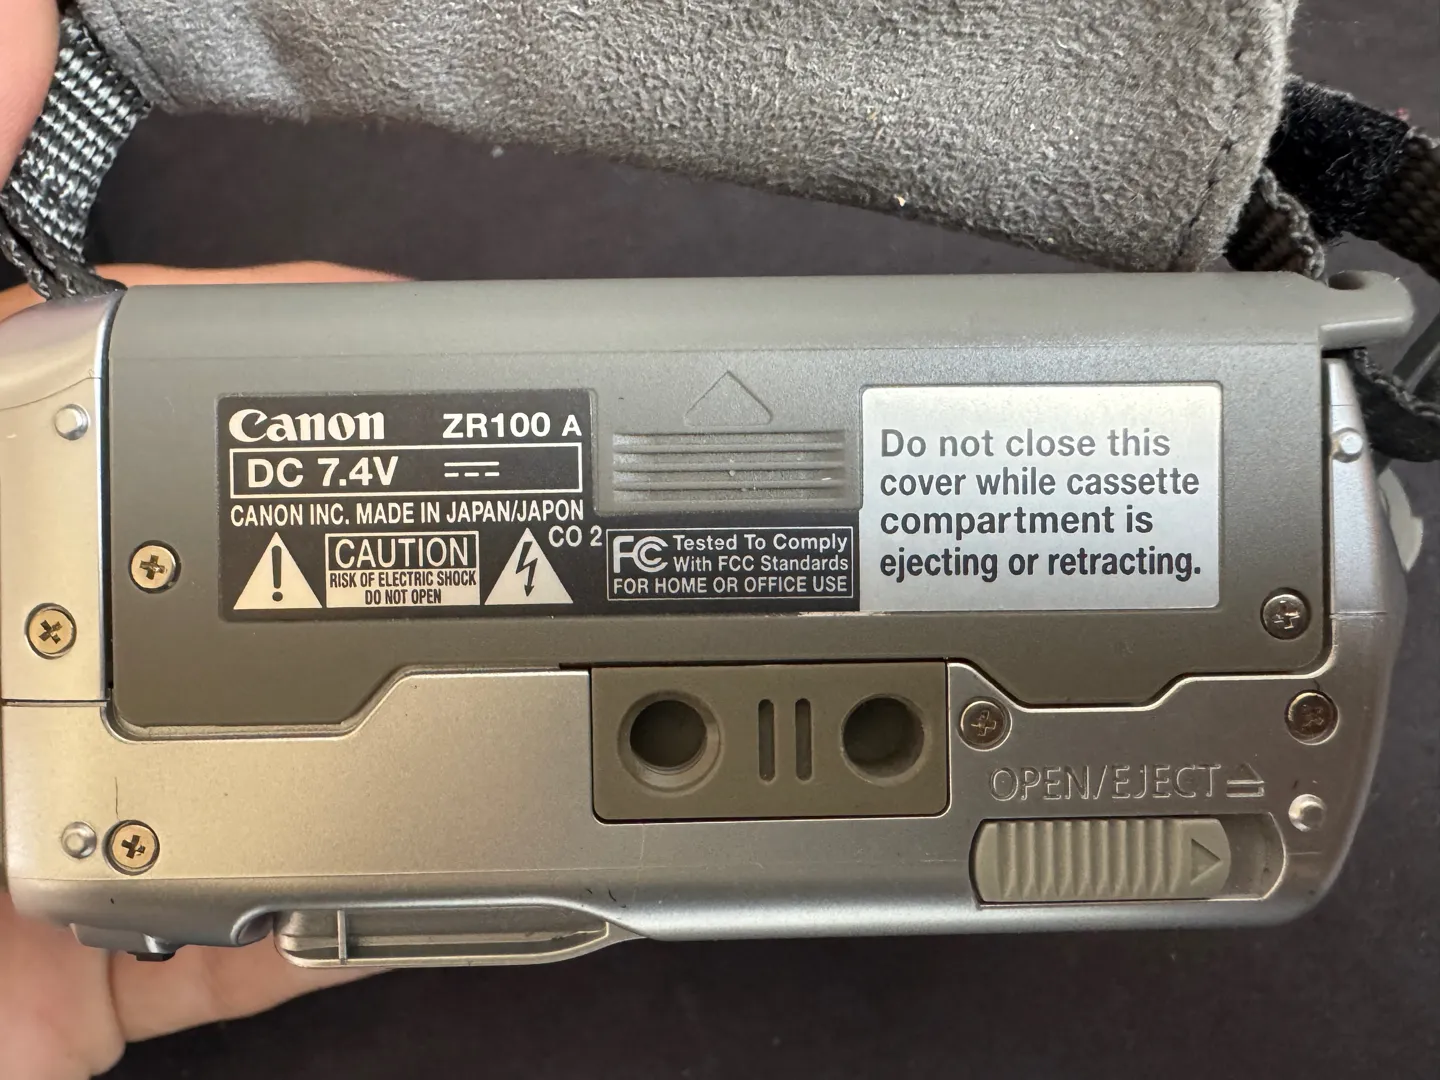 Canon ZR100 A
DC 7.4V
CANON INC. MADE IN JAPAN/JAPON
CAUTION
RISK OF ELECTRIC SHOCK
DO NOT OPEN
CO 2
FC Tested To Comply
With FCC Standards
FOR HOME OR OFFICE USE
Do not close this
cover while cassette
compartment is
ejecting or retracting.
OPEN/EJECT